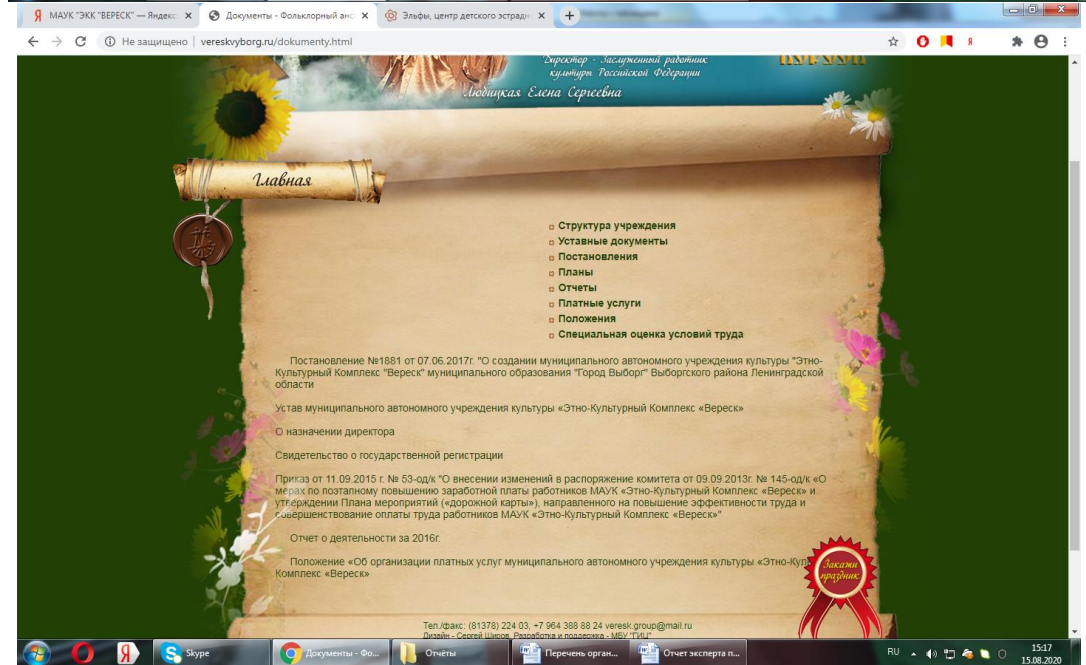 МАУК "ЭКК "ВЕРЕСК" — Яндекс
Документы - Фольклорный анс
Эльфы, центр детского эстрадн
Не защищено | vereskvyborg.ru/dokumenty.html
Директор - Заслуженный работник
культуры Российской Федерации
Любицкая Елена Сергеевна
Главная
Структура учреждения
Уставные документы
Постановления
Планы
Отчеты
Платные услуги
Положения
Специальная оценка условий труда
Постановление №1881 от 07.06.2017г. "О создании муниципального автономного учреждения культуры "Этно-
Культурный Комплекс "Вереск" муниципального образования "Город Выборг" Выборгского района Ленинградской
области
Устав муниципального автономного учреждения культуры «Этно-Культурный Комплекс «Вереск»
О назначении директора
Свидетельство о государственной регистрации
Приказ от 11.09.2015 г. № 53-од/к "О внесении изменений в распоряжение комитета от 09.09.2013г. № 145-од/к «О
мерах по поэтапному повышению заработной платы работников МАУК «Этно-Культурный Комплекс «Вереск» и
утверждении Плана мероприятий («дорожной карты»), направленного на повышение эффективности труда и
совершенствование оплаты труда работников МАУК «Этно-Культурный Комплекс «Вереск»"
Отчет о деятельности за 2016г.
Положение «Об организации платных услуг муниципального автономного учреждения культуры «Этно-Куль
Комплекс «Вереск»
Закажи
праздник
Тел./факс: (81378) 224 03, +7 964 388 88 24 veresk.group@mail.ru
Дизайн - Сергей Широв, Разработка и поддержка - МБУ "ГИЦ"
Skype
Документы - Фо...
Отчёты
Перечень орган...
Отчет эксперта п...
RU
15:17
15.08.2020